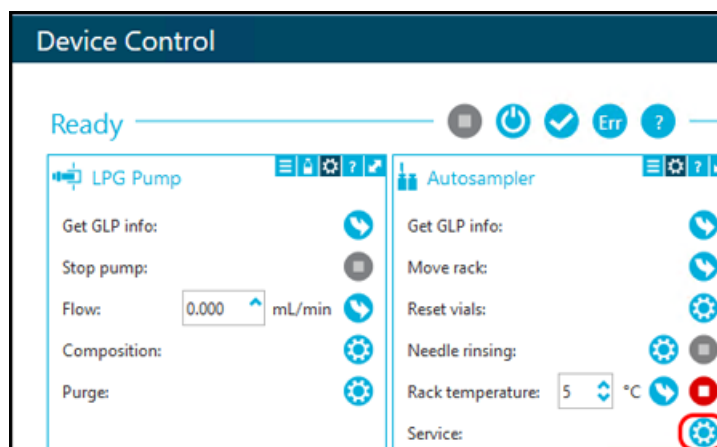 Device Control
Ready
Err ?
LPG Pump ?
Get GLP info:
Stop pump:
Flow: 0.000 mL/min
Composition:
Purge:
Autosampler ?
Get GLP info:
Move rack:
Reset vials:
Needle rinsing:
Rack temperature: 5 °C
Service: